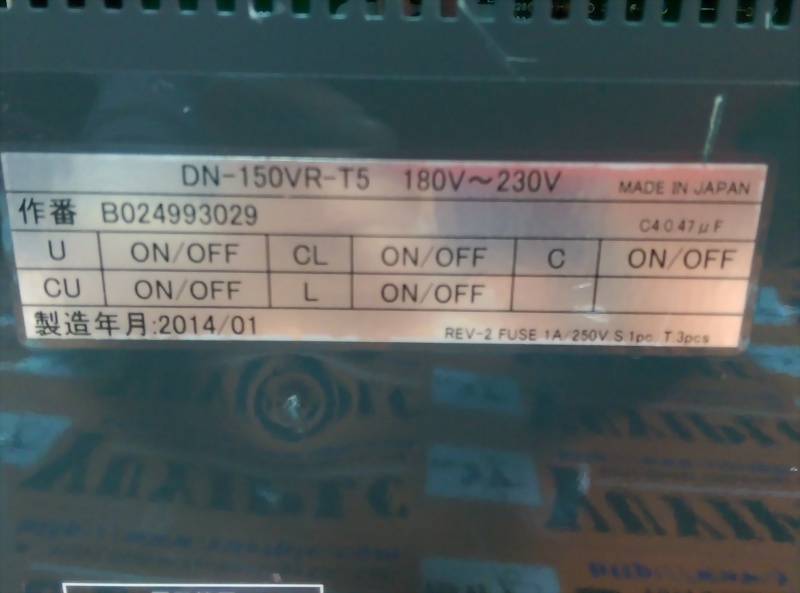 DN-150VR-T5 180V～230V MADE IN JAPAN
作番 B024993029 C4 0.47μF
U ON/OFF CL ON/OFF C ON/OFF
CU ON/OFF L ON/OFF
製造年月:2014/01 REV-2 FUSE 1A/250V S 1pc/T 3pcs